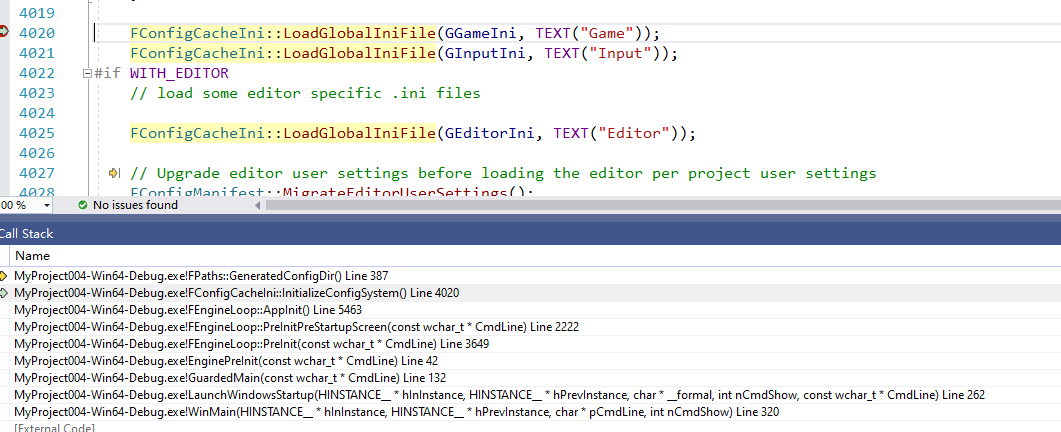 4019
4020 FConfigCacheIni::LoadGlobalIniFile(GGameIni, TEXT("Game"));
4021 FConfigCacheIni::LoadGlobalIniFile(GInputIni, TEXT("Input"));
4022 #if WITH_EDITOR
4023 // load some editor specific .ini files
4024
4025 FConfigCacheIni::LoadGlobalIniFile(GEditorIni, TEXT("Editor"));
4026
4027 // Upgrade editor user settings before loading the editor per project user settings
4028 FConfigManifest::MigrateEditorUserSettings();
00 % No issues found
Call Stack
Name
MyProject004-Win64-Debug.exe!FPaths::GeneratedConfigDir() Line 387
MyProject004-Win64-Debug.exe!FConfigCacheIni::InitializeConfigSystem() Line 4020
MyProject004-Win64-Debug.exe!FEngineLoop::AppInit() Line 5463
MyProject004-Win64-Debug.exe!FEngineLoop::PreInitPreStartupScreen(const wchar_t * CmdLine) Line 2222
MyProject004-Win64-Debug.exe!FEngineLoop::PreInit(const wchar_t * CmdLine) Line 3649
MyProject004-Win64-Debug.exe!EnginePreInit(const wchar_t * CmdLine) Line 42
MyProject004-Win64-Debug.exe!GuardedMain(const wchar_t * CmdLine) Line 132
MyProject004-Win64-Debug.exe!LaunchWindowsStartup(HINSTANCE__ * hInInstance, HINSTANCE__ * hPrevInstance, char * __formal, int nCmdShow, const wchar_t * CmdLine) Line 262
MyProject004-Win64-Debug.exe!WinMain(HINSTANCE__ * hInInstance, HINSTANCE__ * hPrevInstance, char * pCmdLine, int nCmdShow) Line 320
[External Code]